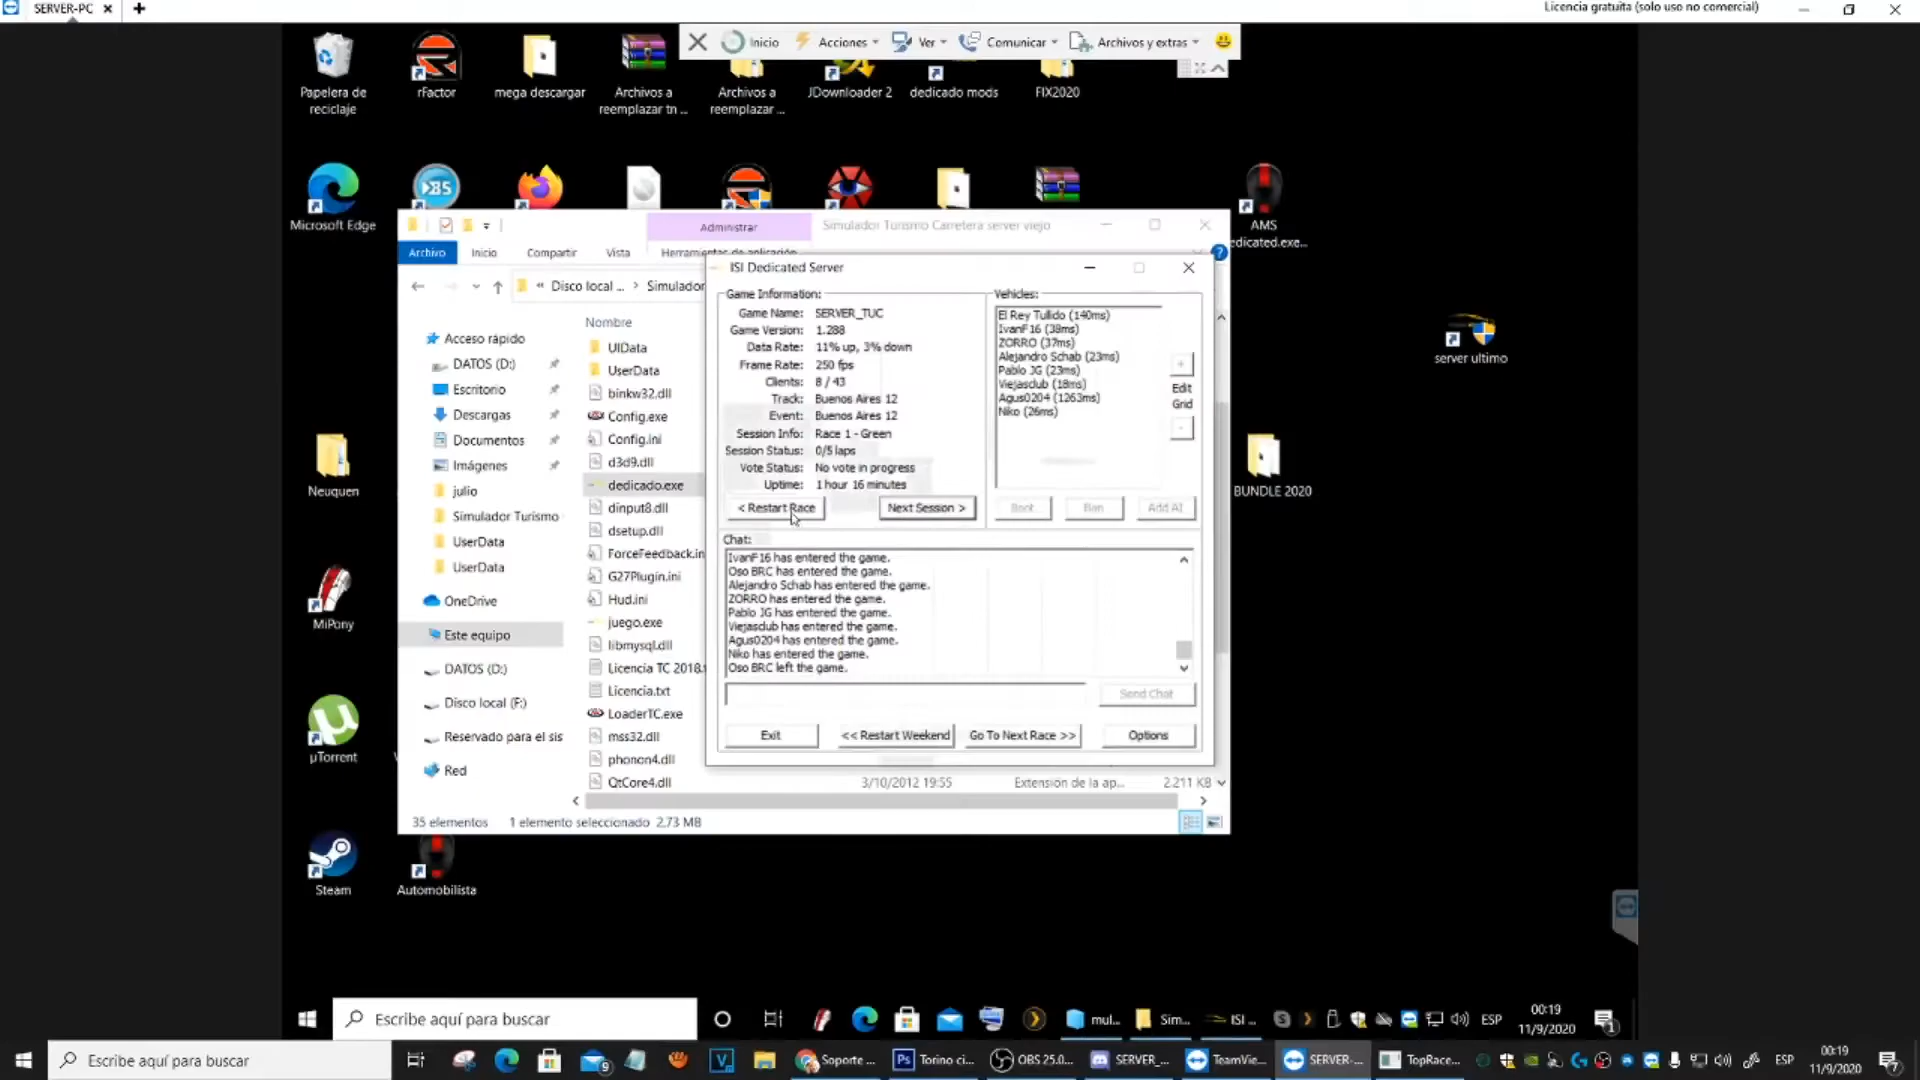 SERVER-PC
Licencia gratuita (solo uso no comercial)
Inicio
Acciones
Ver
Comunicar
Archivos y extras
Papelera de reciclaje
rFactor
mega descargar
Archivos a reemplazar tn ...
Archivos a reemplazar ...
JDownloader 2
dedicado mods
FIX2020
Microsoft Edge
AMS
edicated.exe...
server ultimo
Neuquen
BUNDLE 2020
MiPony
µTorrent
Steam
Automobilista
Administrar
Simulador Turismo Carretera server viejo
Archivo
Inicio
Compartir
Vista
Herramientas de aplicación
« Disco local ... > Simulador
Nombre
Acceso rápido
DATOS (D:)
Escritorio
Descargas
Documentos
Imágenes
julio
Simulador Turismo
UserData
UserData
OneDrive
Este equipo
DATOS (D:)
Disco local (F:)
Reservado para el sis
Red
UIData
UserData
binkw32.dll
Config.exe
Config.ini
d3d9.dll
dedicado.exe
dinput8.dll
dsetup.dll
ForceFeedback.in
G27Plugin.ini
Hud.ini
juego.exe
libmysql.dll
Licencia TC 2018.
Licencia.txt
LoaderTC.exe
mss32.dll
phonon4.dll
QtCore4.dll
3/10/2012 19:55
Extensión de la ap...
2.211 KB
35 elementos
1 elemento seleccionado 2,73 MB
ISI Dedicated Server
Game Information:
Game Name: SERVER_TUC
Game Version: 1.288
Data Rate: 11% up, 3% down
Frame Rate: 250 fps
Clients: 8 / 43
Track: Buenos Aires 12
Event: Buenos Aires 12
Session Info: Race 1 - Green
Session Status: 0/5 laps
Vote Status: No vote in progress
Uptime: 1 hour 16 minutes
< Restart Race
Next Session >
Vehicles:
El Rey Tullido (140ms)
IvanF16 (38ms)
ZORRO (37ms)
Alejandro Schab (23ms)
Pablo JG (23ms)
Viejasclub (18ms)
Agus0204 (1263ms)
Niko (26ms)
+
Edit
Grid
-
Boot
Ban
Add AI
Chat:
IvanF16 has entered the game.
Oso BRC has entered the game.
Alejandro Schab has entered the game.
ZORRO has entered the game.
Pablo JG has entered the game.
Viejasclub has entered the game.
Agus0204 has entered the game.
Niko has entered the game.
Oso BRC left the game.
Send Chat
Exit
<< Restart Weekend
Go To Next Race >>
Options
Escribe aquí para buscar
mul...
Sim...
ISI ...
ESP
00:19
11/9/2020
Escribe aquí para buscar
Soporte ...
Torino ci...
OBS 25.0...
SERVER_...
TeamVie...
SERVER-...
TopRace...
ESP
00:19
11/9/2020